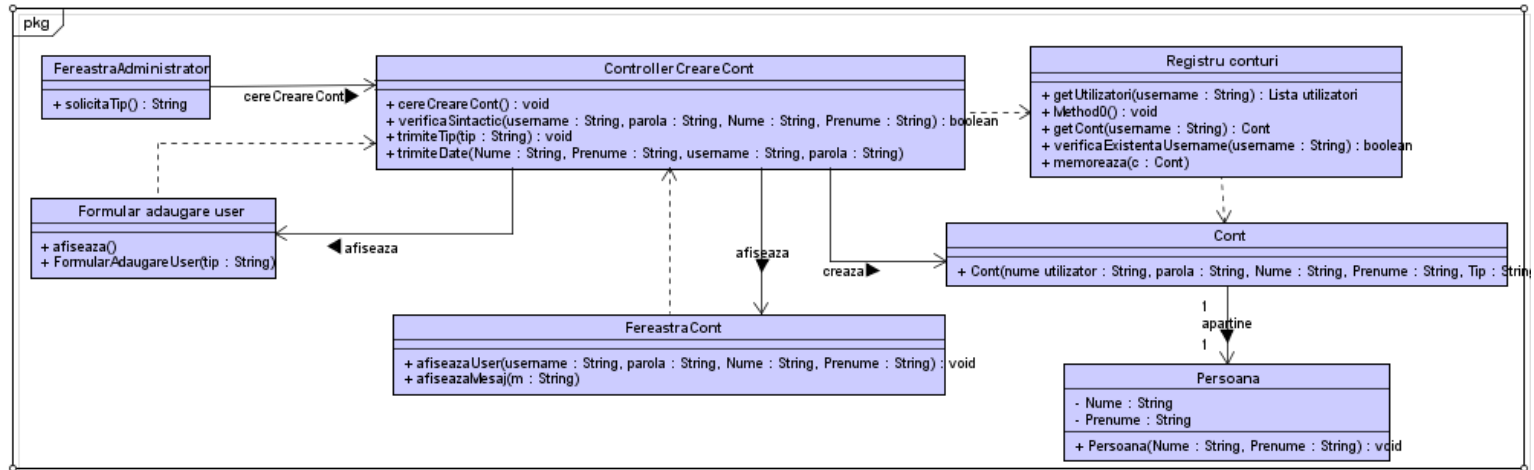 pkg
FereastraAdministrator
+ solicitaTip() : String
cereCreareCont
ControllerCreareCont
+ cereCreareCont() : void
+ verificaSintactic(username : String, parola : String, Nume : String, Prenume : String) : boolean
+ trimiteTip(tip : String) : void
+ trimiteDate(Nume : String, Prenume : String, username : String, parola : String)
Registru conturi
+ getUtilizatori(username : String) : Lista utilizatori
+ Method0() : void
+ getCont(username : String) : Cont
+ verificaExistentaUsername(username : String) : boolean
+ memoreaza(c : Cont)
Formular adaugare user
+ afiseaza()
+ FormularAdaugareUser(tip : String)
afiseaza
afiseaza
creaza
Cont
+ Cont(nume utilizator : String, parola : String, Nume : String, Prenume : String, Tip : String
1
apartine
1
FereastraCont
+ afiseazaUser(username : String, parola : String, Nume : String, Prenume : String) : void
+ afiseazaMesaj(m : String)
Persoana
- Nume : String
- Prenume : String
+ Persoana(Nume : String, Prenume : String) : void